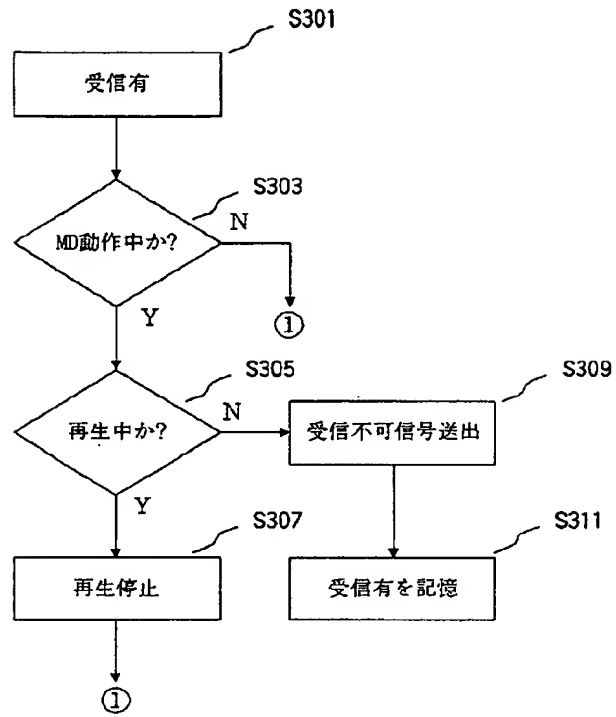 S301
受信有
S303
MD動作中か?
N
①
Y
S305
再生中か?
N
S309
受信不可信号送出
Y
S307
再生停止
S311
受信有を記憶
①